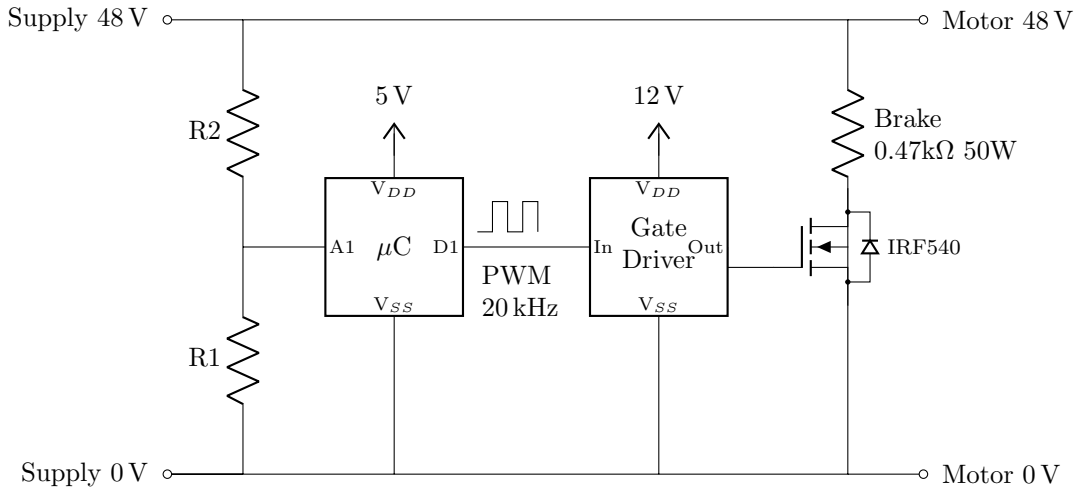 Supply 48 V
Motor 48 V
5 V
12 V
R2
Brake
0.47kΩ 50W
V_DD
V_DD
A1
μC
D1
In
Gate
Driver
Out
IRF540
PWM
20 kHz
V_SS
V_SS
R1
Supply 0 V
Motor 0 V